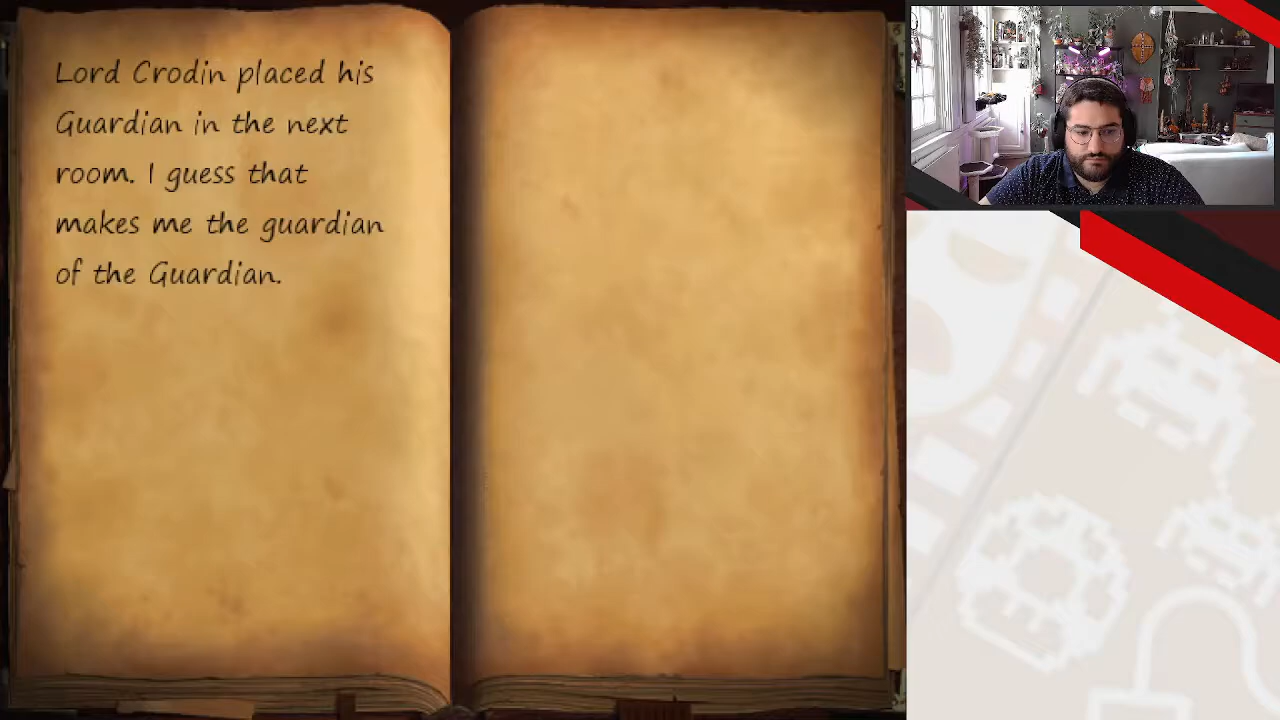 Lord Crodin placed his
Guardian in the next
room. I guess that
makes me the guardian
of the Guardian.